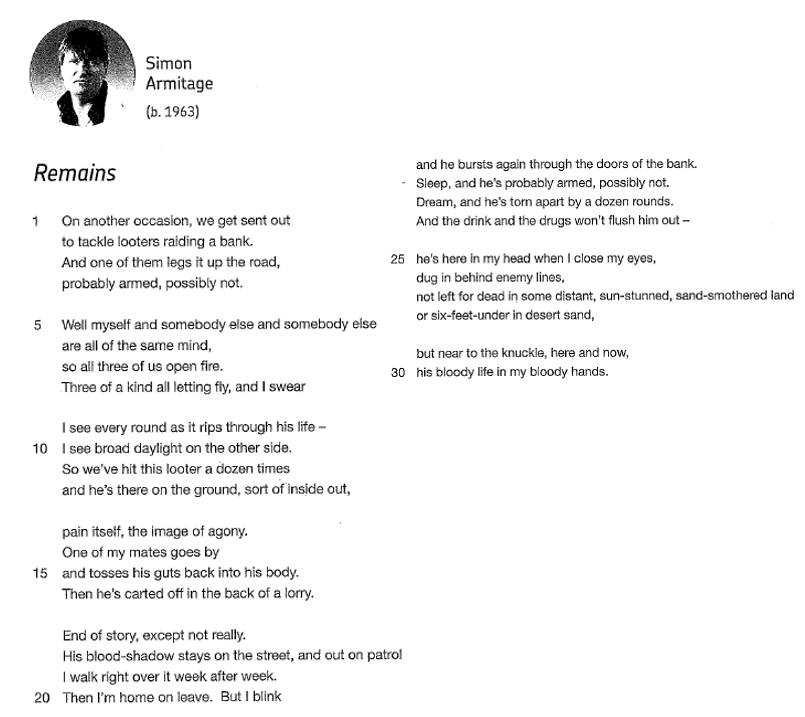 Simon
Armitage
(b. 1963)
Remains
1 On another occasion, we get sent out
to tackle looters raiding a bank.
And one of them legs it up the road,
probably armed, possibly not.
5 Well myself and somebody else and somebody else
are all of the same mind,
so all three of us open fire.
Three of a kind all letting fly, and I swear
I see every round as it rips through his life –
10 I see broad daylight on the other side.
So we've hit this looter a dozen times
and he's there on the ground, sort of inside out,
pain itself, the image of agony.
One of my mates goes by
15 and tosses his guts back into his body.
Then he's carted off in the back of a lorry.
End of story, except not really.
His blood-shadow stays on the street, and out on patrol
I walk right over it week after week.
20 Then I'm home on leave. But I blink
and he bursts again through the doors of the bank.
Sleep, and he's probably armed, possibly not.
Dream, and he's torn apart by a dozen rounds.
And the drink and the drugs won't flush him out –
25 he's here in my head when I close my eyes,
dug in behind enemy lines,
not left for dead in some distant, sun-stunned, sand-smothered land
or six-feet-under in desert sand,
but near to the knuckle, here and now,
30 his bloody life in my bloody hands.